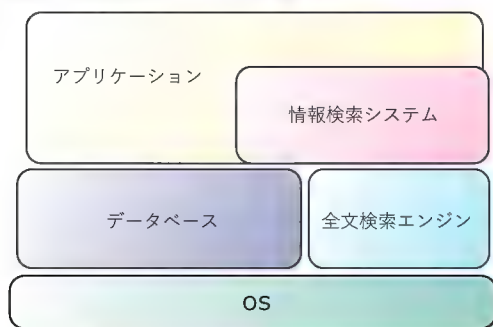 アプリケーション
情報検索システム
データベース
全文検索エンジン
OS